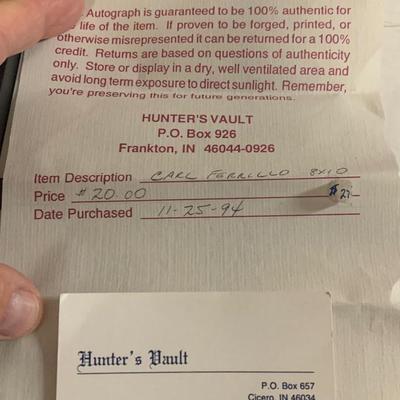 Autograph is guaranteed to be 100% authentic for
life of the item. If proven to be forged, printed, or
otherwise misrepresented it can be returned for a 100%
credit. Returns are based on questions of authenticity
only. Store or display in a dry, well ventilated area and
avoid long term exposure to direct sunlight. Remember,
you're preserving this for future generations.
HUNTER'S VAULT
P.O. Box 926
Frankton, IN 46044-0926
Item Description CARL FERRILLO 8X10
Price $20.00 $27
Date Purchased 11-25-94
Hunter's Vault
P.O. Box 657
Cicero, IN 46034